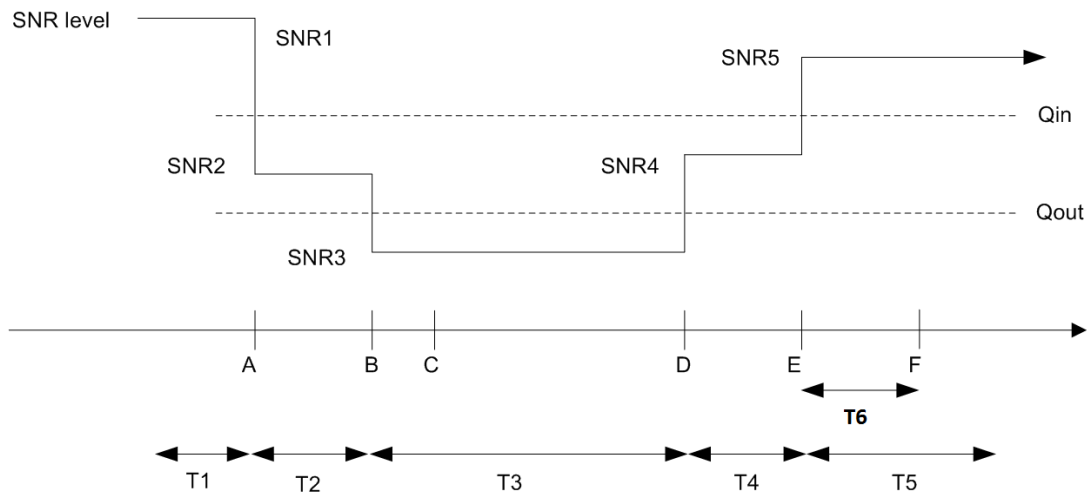 SNR level
SNR1
SNR5
Qin
SNR2
SNR4
Qout
SNR3
A B C D E F
T6
T1 T2 T3 T4 T5